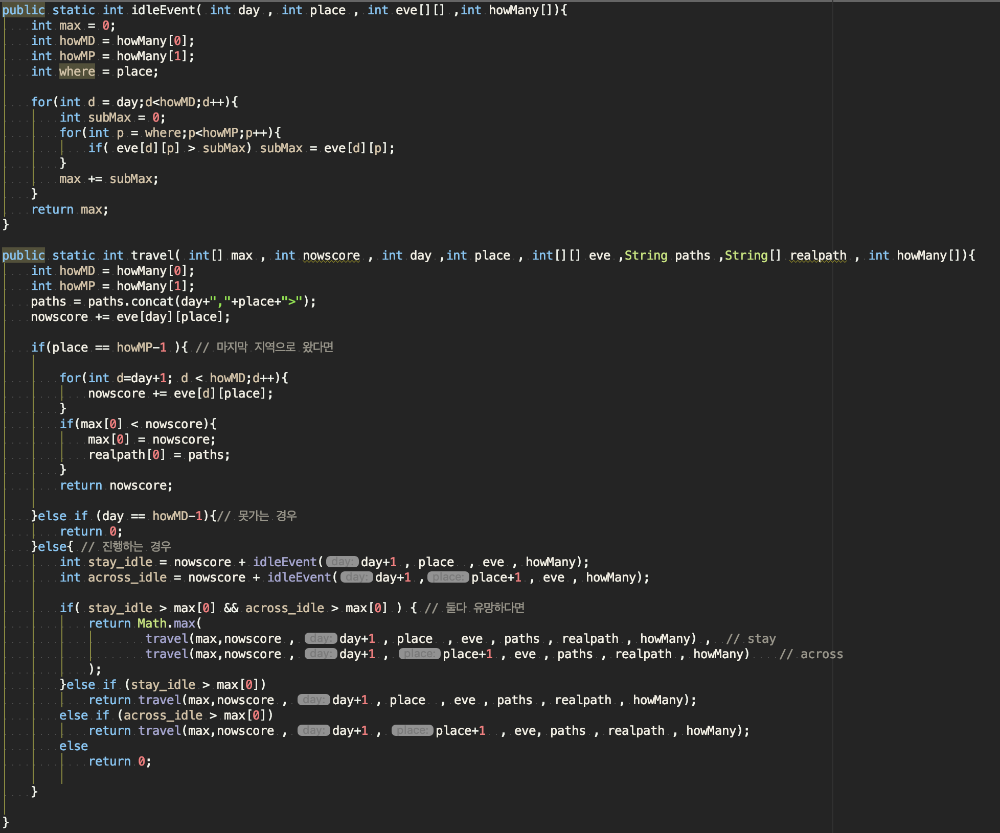 public static int idleEvent( int day , int place , int eve[][] ,int howMany[]){
int max = 0;
int howMD = howMany[0];
int howMP = howMany[1];
int where = place;
for(int d = day;d<howMD;d++){
int subMax = 0;
for(int p = where;p<howMP;p++){
if( eve[d][p] > subMax) subMax = eve[d][p];
}
max += subMax;
}
return max;
}
public static int travel( int[] max , int nowscore , int day ,int place , int[][] eve ,String paths ,String[] realpath , int howMany[]){
int howMD = howMany[0];
int howMP = howMany[1];
paths = paths.concat(day+","+place+">");
nowscore += eve[day][place];
if(place == howMP-1 ){ // 마지막 지역으로 왔다면
for(int d=day+1; d < howMD;d++){
nowscore += eve[d][place];
}
if(max[0] < nowscore){
max[0] = nowscore;
realpath[0] = paths;
}
return nowscore;
}else if (day == howMD-1){// 못가는 경우
return 0;
}else{ // 진행하는 경우
int stay_idle = nowscore + idleEvent( day: day+1 , place , eve , howMany);
int across_idle = nowscore + idleEvent( day: day+1 , place: place+1 , eve , howMany);
if( stay_idle > max[0] && across_idle > max[0] ) { // 둘다 유망하다면
return Math.max(
travel(max,nowscore , day: day+1 , place , eve , paths , realpath , howMany) , // stay
travel(max,nowscore , day: day+1 , place: place+1 , eve , paths , realpath , howMany) // across
);
}else if (stay_idle > max[0])
return travel(max,nowscore , day: day+1 , place , eve , paths , realpath , howMany);
else if (across_idle > max[0])
return travel(max,nowscore , day: day+1 , place: place+1 , eve, paths , realpath , howMany);
else
return 0;
}
}